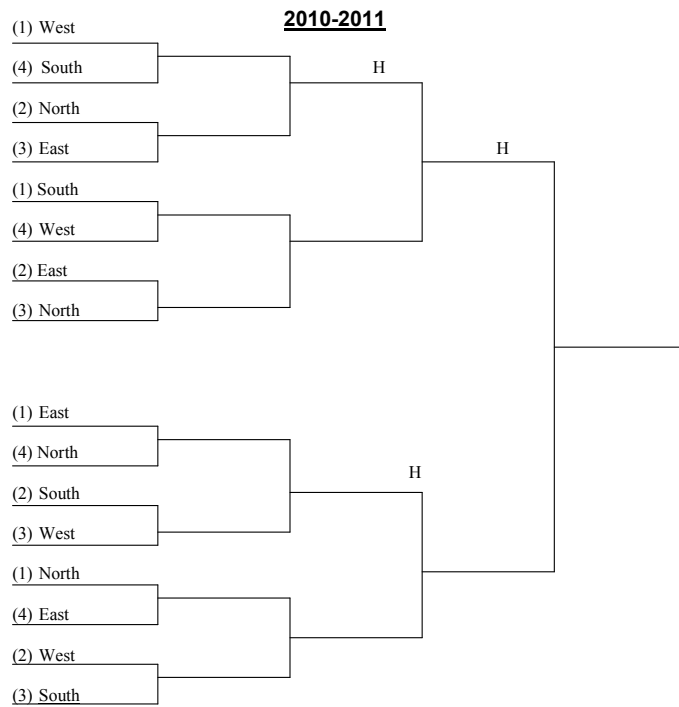 2010-2011
(1) West
(4) South
H
(2) North
(3) East
H
(1) South
(4) West
(2) East
(3) North
(1) East
(4) North
H
(2) South
(3) West
(1) North
(4) East
(2) West
(3) South